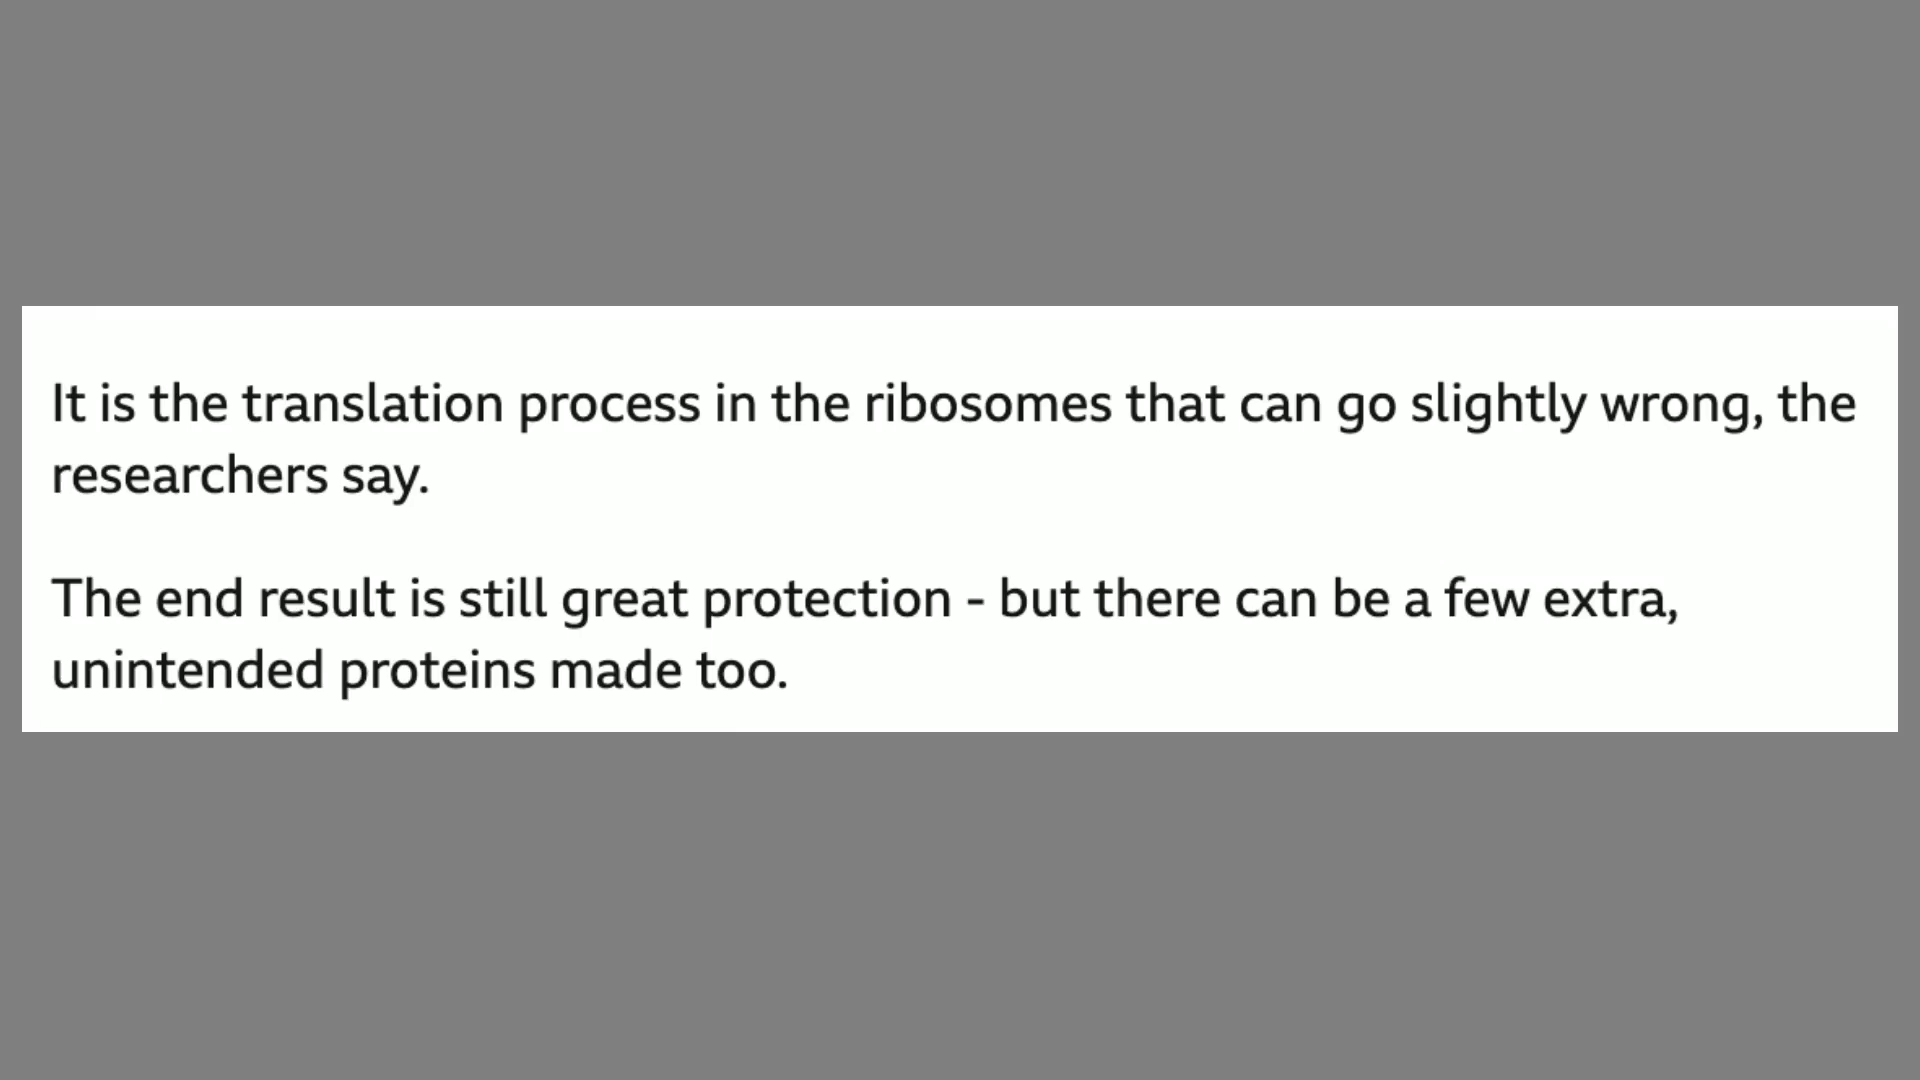 It is the translation process in the ribosomes that can go slightly wrong, the
researchers say.
The end result is still great protection - but there can be a few extra,
unintended proteins made too.